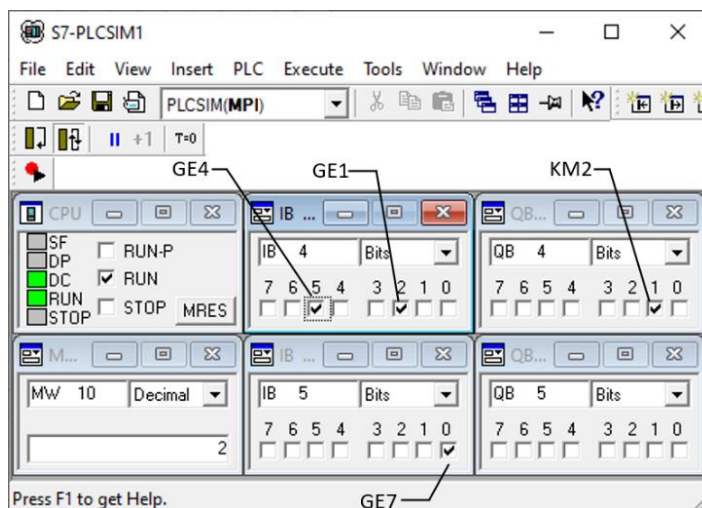 S7-PLCSIM1
File Edit View Insert PLC Execute Tools Window Help
PLCSIM(MPI)
+1 T=0
GE4 GE1 KM2
CPU IB ... QB...
SF
DP
DC
RUN
STOP
RUN-P
RUN
STOP MRES
IB 4 Bits
7 6 5 4 3 2 1 0
QB 4 Bits
7 6 5 4 3 2 1 0
M... IB ... QB...
MW 10 Decimal
2
IB 5 Bits
7 6 5 4 3 2 1 0
QB 5 Bits
7 6 5 4 3 2 1 0
Press F1 to get Help.
GE7